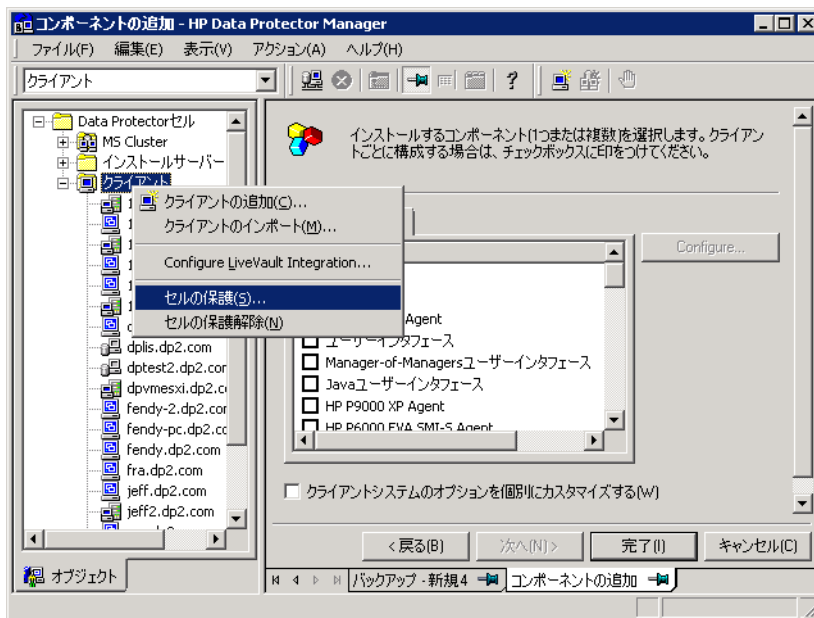 コンポーネントの追加 - HP Data Protector Manager
ファイル(F) 編集(E) 表示(V) アクション(A) ヘルプ(H)
クライアント
Data Protectorセル
MS Cluster
インストールサーバー
クライアント
dplis.dp2.com
dptest2.dp2.cor
dpvmesxi.dp2.c
fendy-2.dp2.cor
fendy-pc.dp2.cc
fendy.dp2.com
fra.dp2.com
jeff.dp2.com
jeff2.dp2.com
オブジェクト
クライアントの追加(C)...
クライアントのインポート(M)...
Configure LiveVault Integration...
セルの保護(S)...
セルの保護解除(N)
インストールするコンポーネント(1つまたは複数)を選択します。クライアン
トごとに構成する場合は、チェックボックスに印をつけてください。
Configure...
Agent
ユーザーインタフェース
Manager-of-Managersユーザーインタフェース
Javaユーザーインタフェース
HP P9000 XP Agent
HP P6000 EVA SMI-S Agent
クライアントシステムのオプションを個別にカスタマイズする(W)
< 戻る(B) 次へ(N) > 完了(I) キャンセル(C)
バックアップ - 新規4 コンポーネントの追加